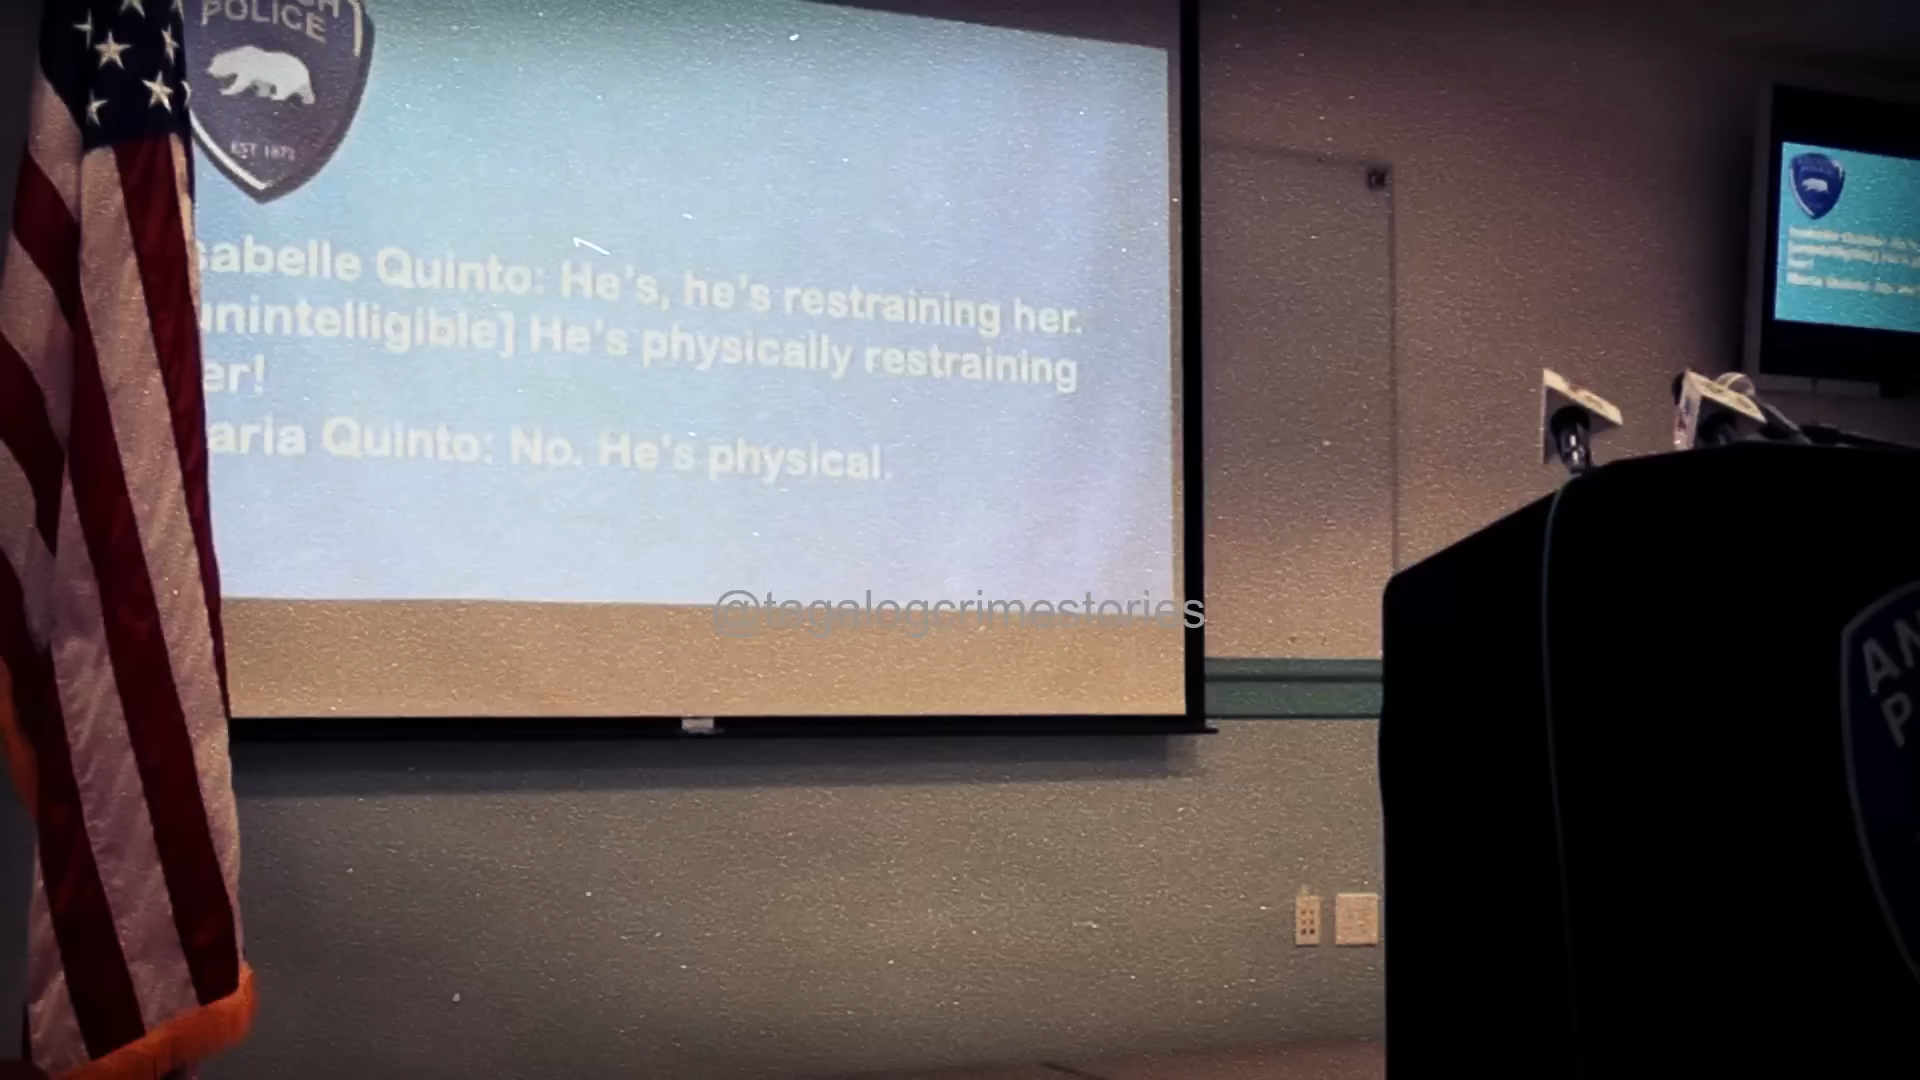 POLICE
EST 1872
sabelle Quinto: He's, he's restraining her.
unintelligible] He's physically restraining
er!
aria Quinto: No. He's physical.
@tagalogcrimestories
AN
P